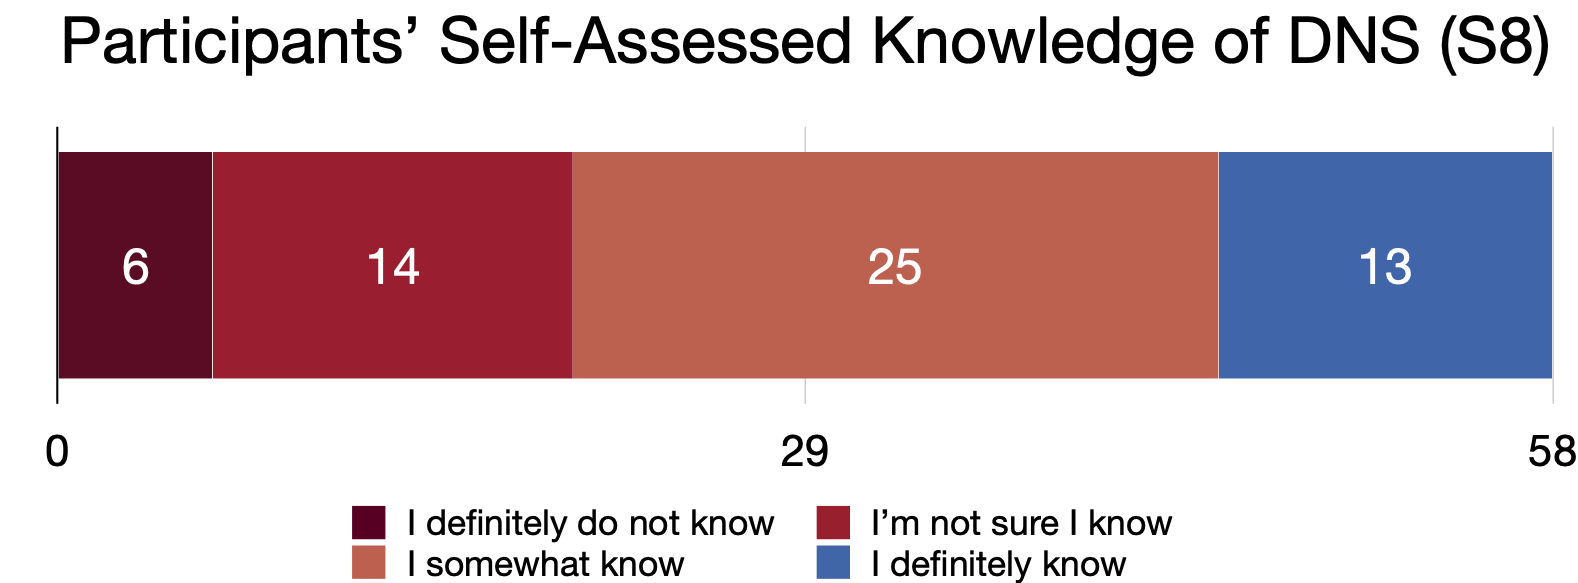 Participants’ Self-Assessed Knowledge of DNS (S8)
6 14 25 13
0 29 58
I definitely do not know I’m not sure I know
I somewhat know I definitely know